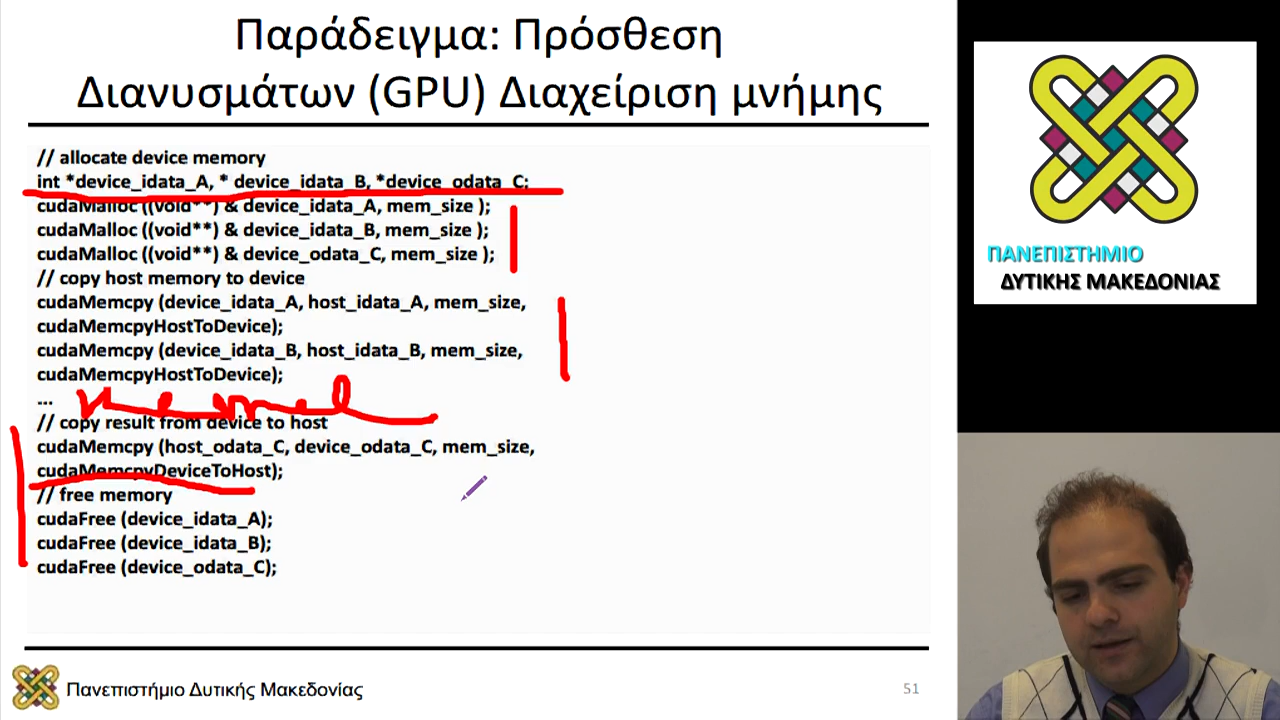 Παράδειγμα: Πρόσθεση
Διανυσμάτων (GPU) Διαχείριση μνήμης
// allocate device memory
int *device_idata_A, * device_idata_B, *device_odata_C;
cudaMalloc ((void**) & device_idata_A, mem_size );
cudaMalloc ((void**) & device_idata_B, mem_size );
cudaMalloc ((void**) & device_odata_C, mem_size );
// copy host memory to device
cudaMemcpy (device_idata_A, host_idata_A, mem_size,
cudaMemcpyHostToDevice);
cudaMemcpy (device_idata_B, host_idata_B, mem_size,
cudaMemcpyHostToDevice);
...
kernel
// copy result from device to host
cudaMemcpy (host_odata_C, device_odata_C, mem_size,
cudaMemcpyDeviceToHost);
// free memory
cudaFree (device_idata_A);
cudaFree (device_idata_B);
cudaFree (device_odata_C);
Πανεπιστήμιο Δυτικής Μακεδονίας
51
ΠΑΝΕΠΙΣΤΗΜΙΟ
ΔΥΤΙΚΗΣ ΜΑΚΕΔΟΝΙΑΣ